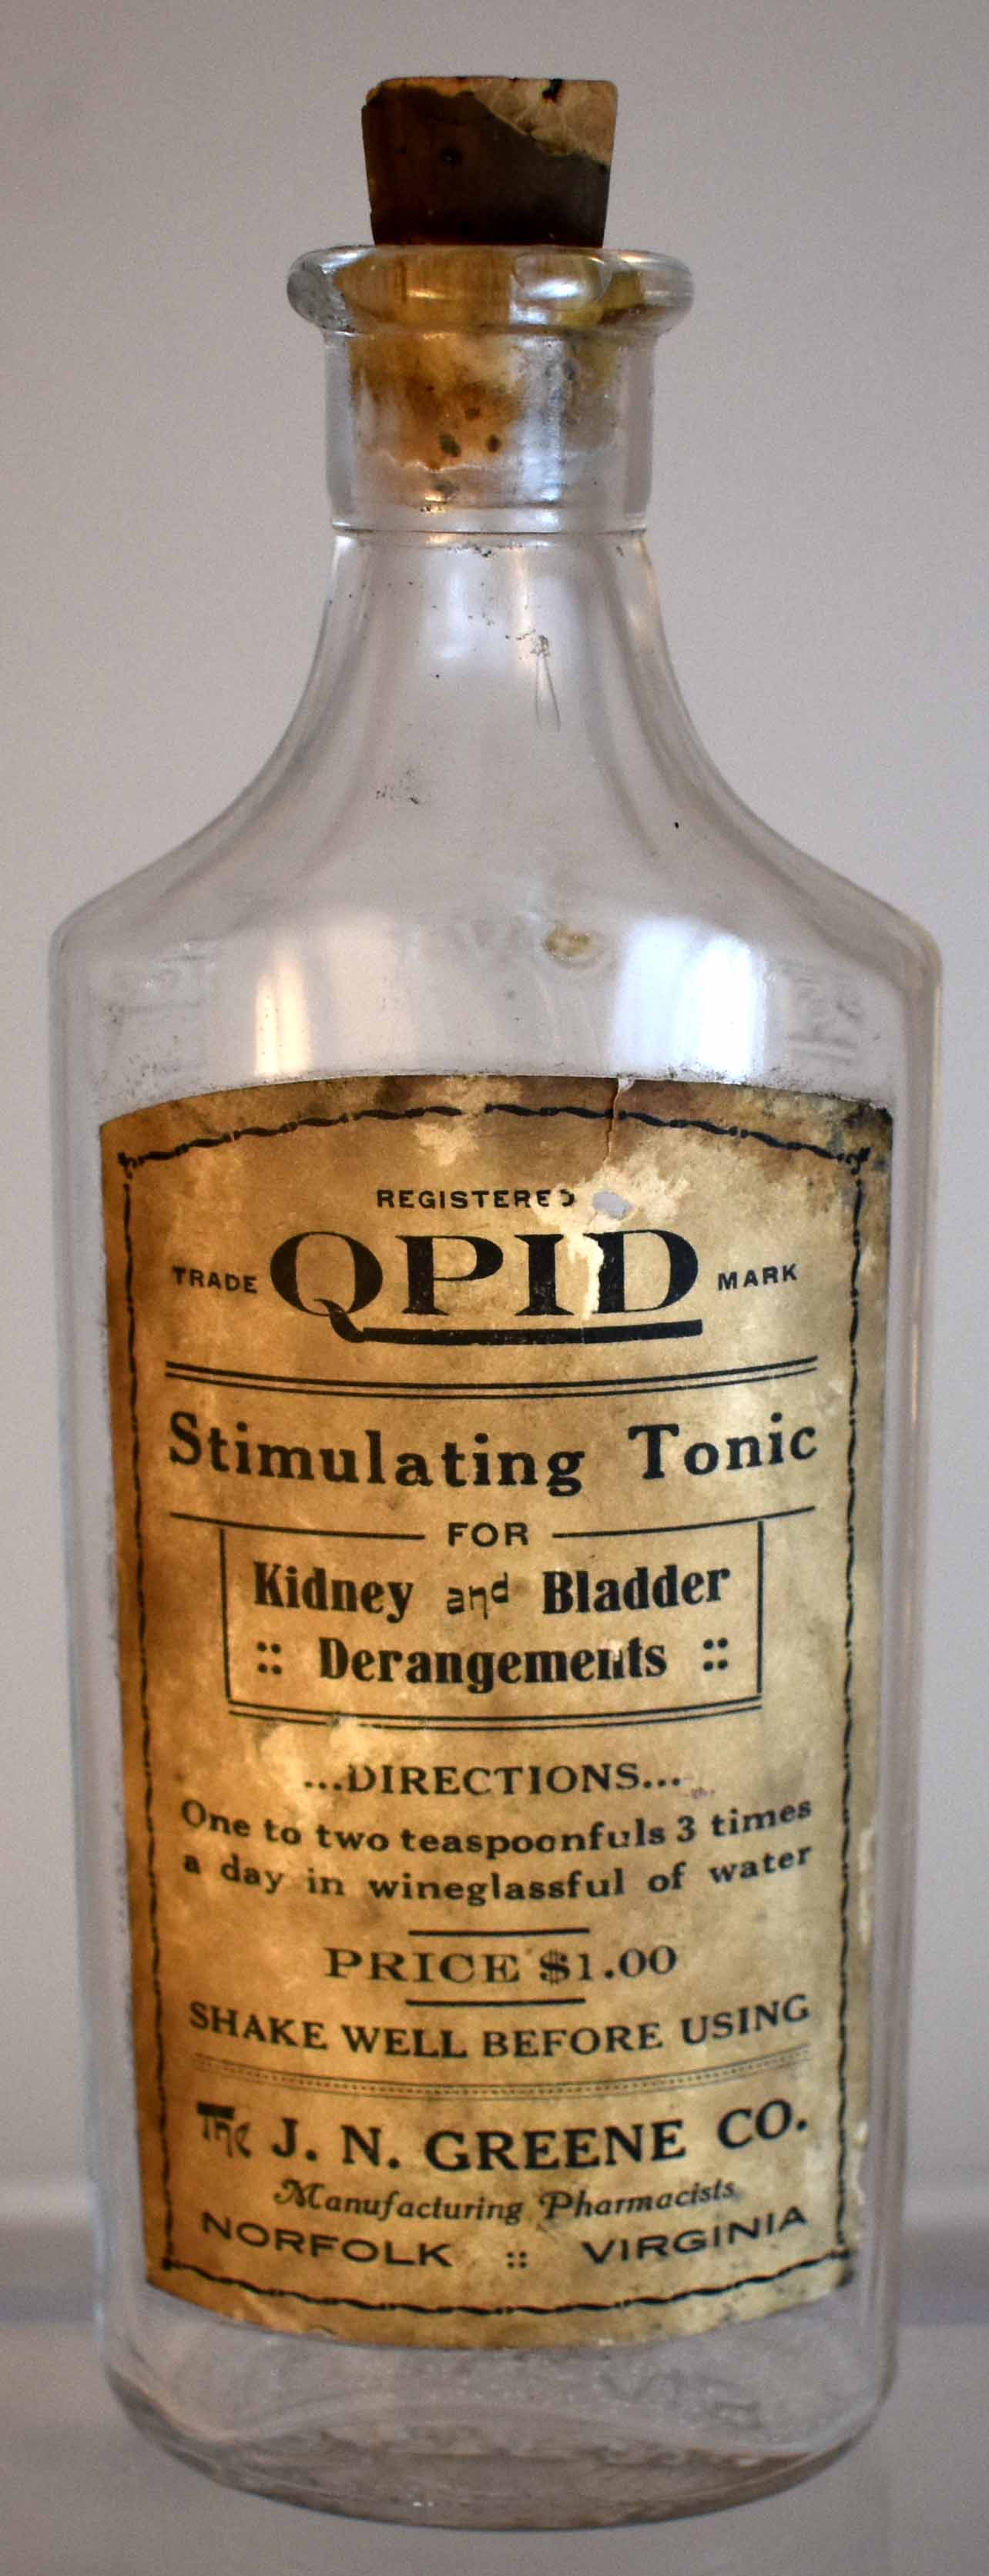 REGISTERED
TRADE QPID MARK
Stimulating Tonic
FOR
Kidney and Bladder
:: Derangements ::
...DIRECTIONS...
One to two teaspoonfuls 3 times
a day in wineglassful of water
PRICE $1.00
SHAKE WELL BEFORE USING
The J. N. GREENE CO.
Manufacturing Pharmacists
NORFOLK :: VIRGINIA